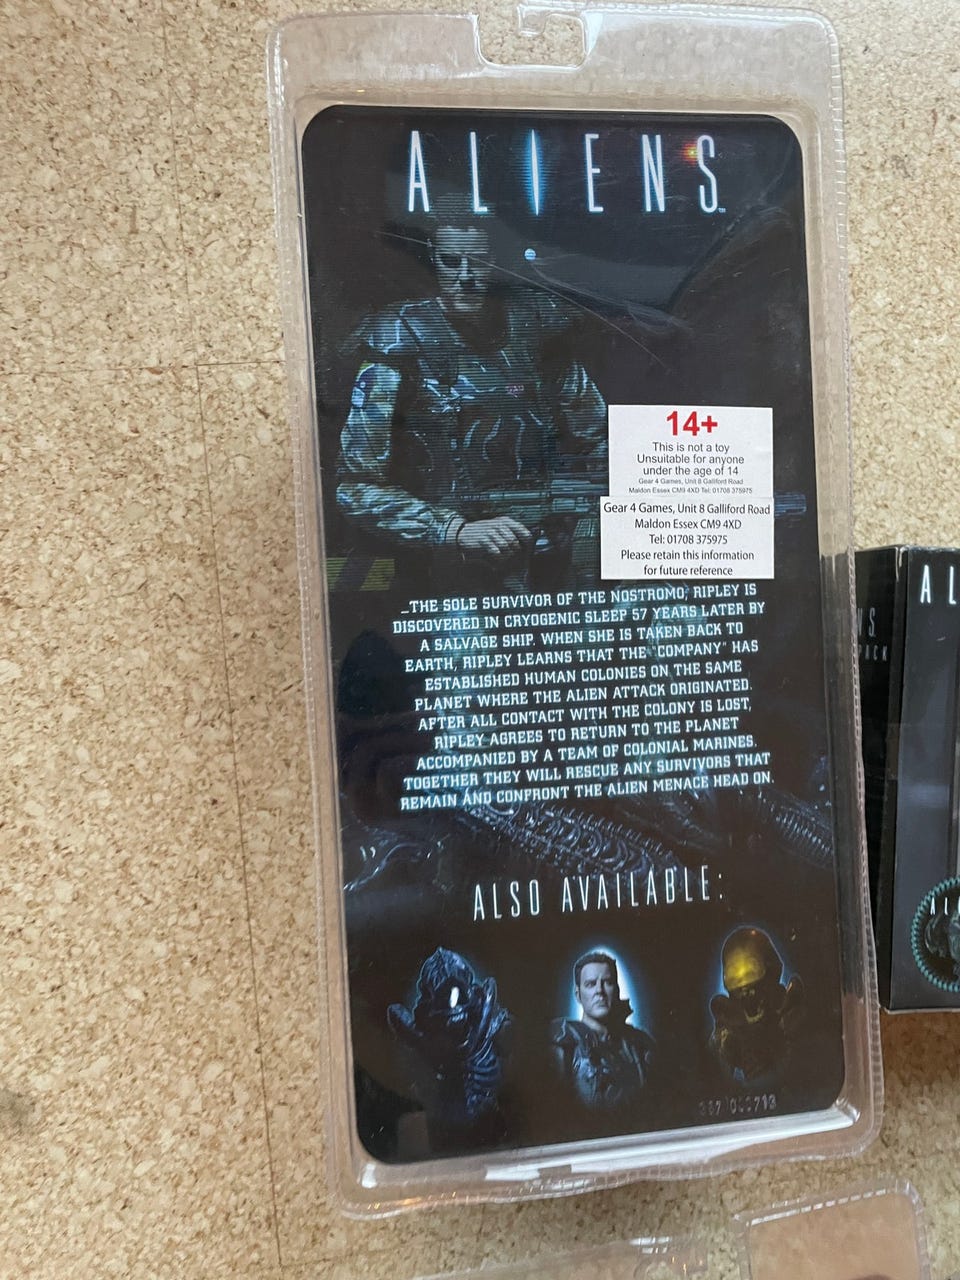 ALIENS™
14+
This is not a toy
Unsuitable for anyone
under the age of 14
Gear 4 Games, Unit 8 Galliford Road
Maldon Essex CM9 4XD Tel: 01708 375975
Gear 4 Games, Unit 8 Galliford Road
Maldon Essex CM9 4XD
Tel: 01708 375975
Please retain this information
for future reference
...THE SOLE SURVIVOR OF THE NOSTROMO, RIPLEY IS
DISCOVERED IN CRYOGENIC SLEEP 57 YEARS LATER BY
A SALVAGE SHIP. WHEN SHE IS TAKEN BACK TO
EARTH, RIPLEY LEARNS THAT THE "COMPANY" HAS
ESTABLISHED HUMAN COLONIES ON THE SAME
PLANET WHERE THE ALIEN ATTACK ORIGINATED.
AFTER ALL CONTACT WITH THE COLONY IS LOST,
RIPLEY AGREES TO RETURN TO THE PLANET
ACCOMPANIED BY A TEAM OF COLONIAL MARINES.
TOGETHER THEY WILL RESCUE ANY SURVIVORS THAT
REMAIN AND CONFRONT THE ALIEN MENACE HEAD ON.
ALSO AVAILABLE:
AL
NS
PACK